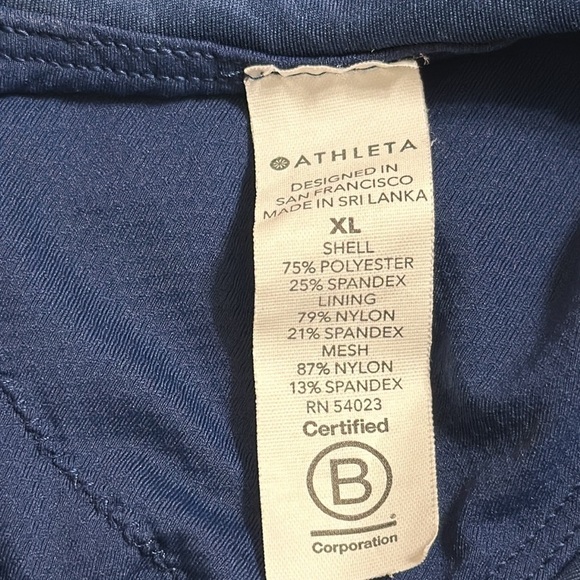 ATHLETA
DESIGNED IN
SAN FRANCISCO
MADE IN SRI LANKA
XL
SHELL
75% POLYESTER
25% SPANDEX
LINING
79% NYLON
21% SPANDEX
MESH
87% NYLON
13% SPANDEX
RN 54023
Certified
B
Corporation